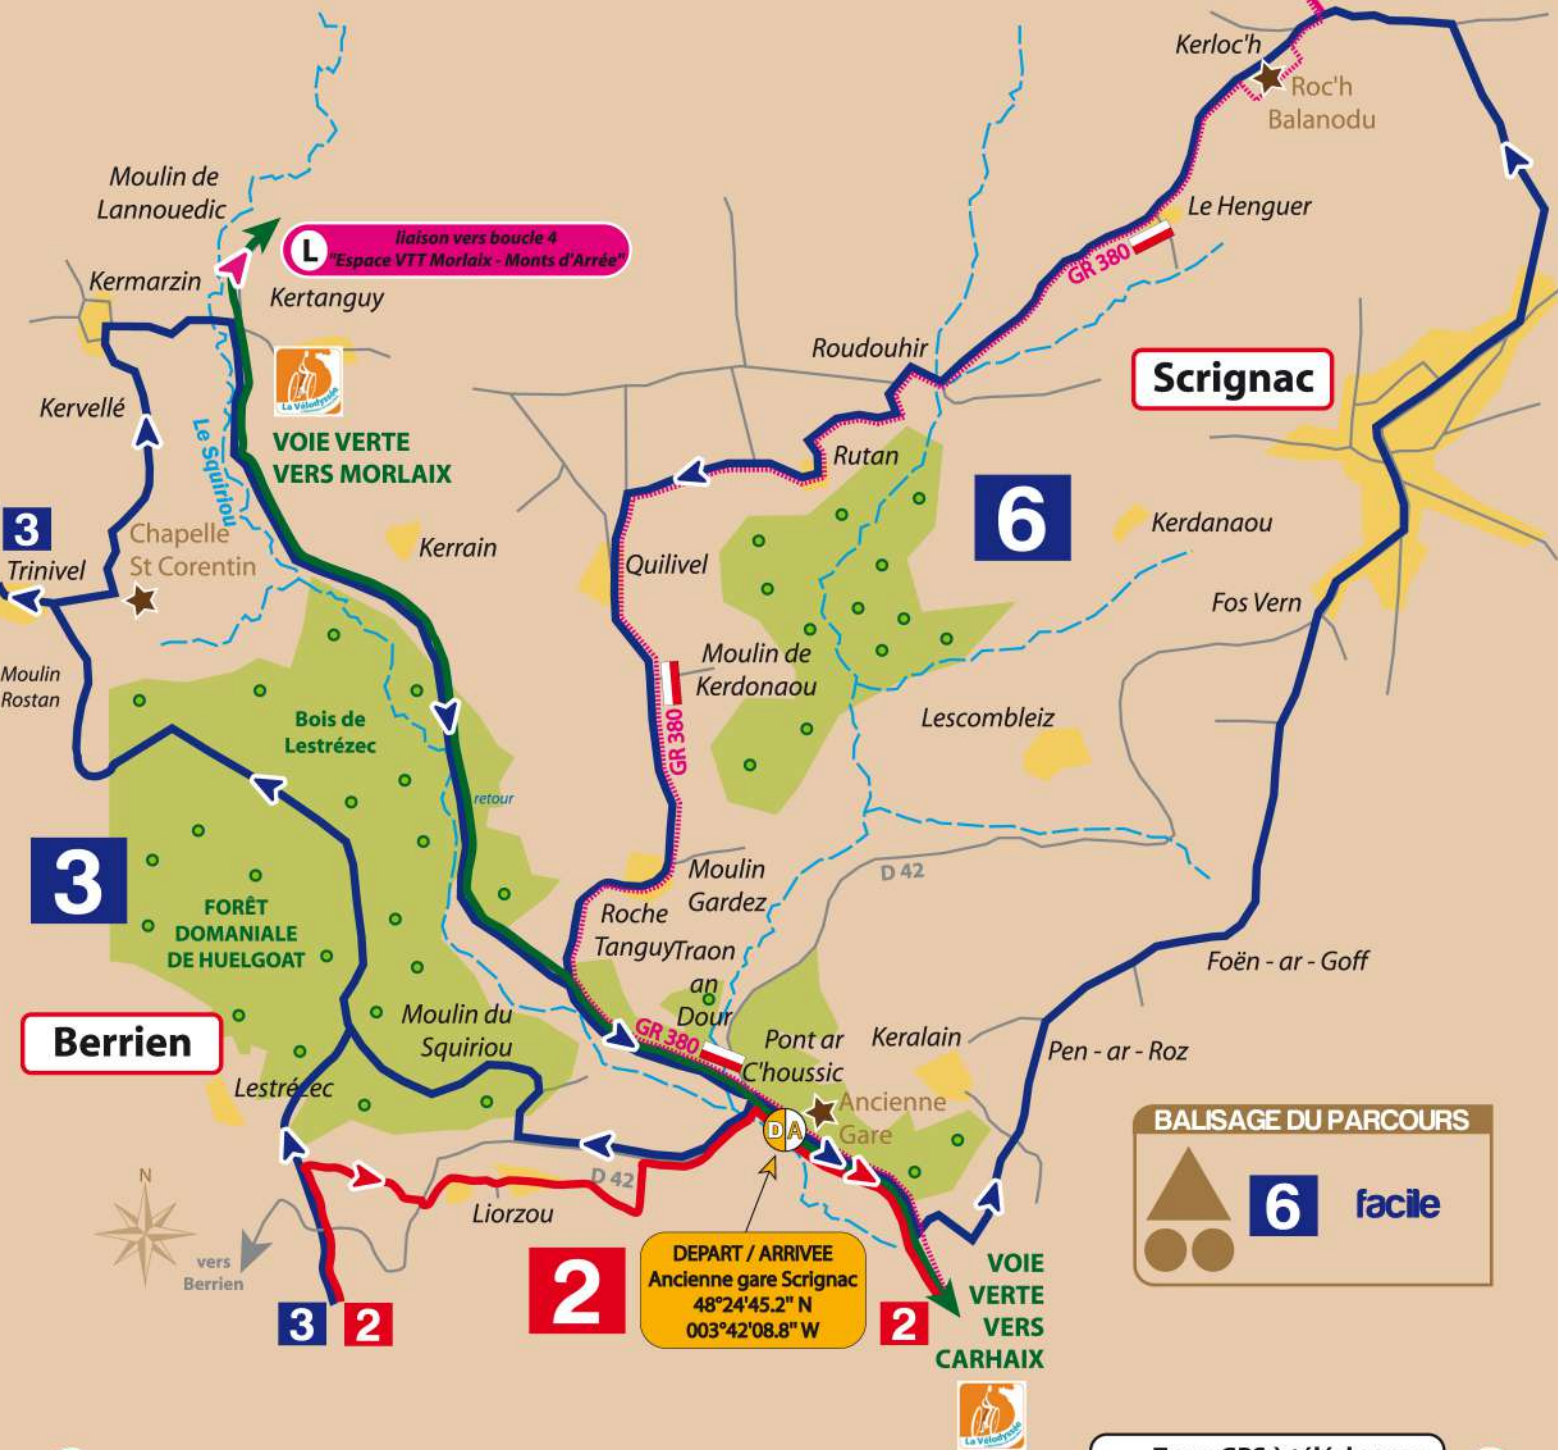 Kerloc'h
Roc'h
Balanodu
Moulin de
Lannouedic
L
liaison vers boucle 4
"Espace VTT Morlaix - Monts d'Arrée"
Le Henguer
GR 380
Kermarzin
Kertanguy
Roudouhir
Scrignac
La Vélodyssée
Kervellé
Le Squiriou
VOIE VERTE
VERS MORLAIX
Rutan
6
3
Trinivel
Chapelle
St Corentin
Kerrain
Quilivel
Kerdanaou
Fos Vern
Moulin
Rostan
Bois de
Lestrézec
Moulin de
Kerdonaou
GR 380
Lescombleiz
retour
3
FORÊT
DOMANIALE
DE HUELGOAT
Moulin
Gardez
D 42
Roche
Tanguy
Traon
an
Dour
Foën - ar - Goff
Berrien
Moulin du
Squiriou
GR 380
Pont ar
C'houssic
Keralain
Pen - ar - Roz
Lestrézec
DA
Ancienne
Gare
BALISAGE DU PARCOURS
6
facile
N
D 42
Liorzou
vers
Berrien
3
2
2
DEPART / ARRIVEE
Ancienne gare Scrignac
48°24'45.2" N
003°42'08.8" W
2
VOIE
VERTE
VERS
CARHAIX
La Vélodyssée